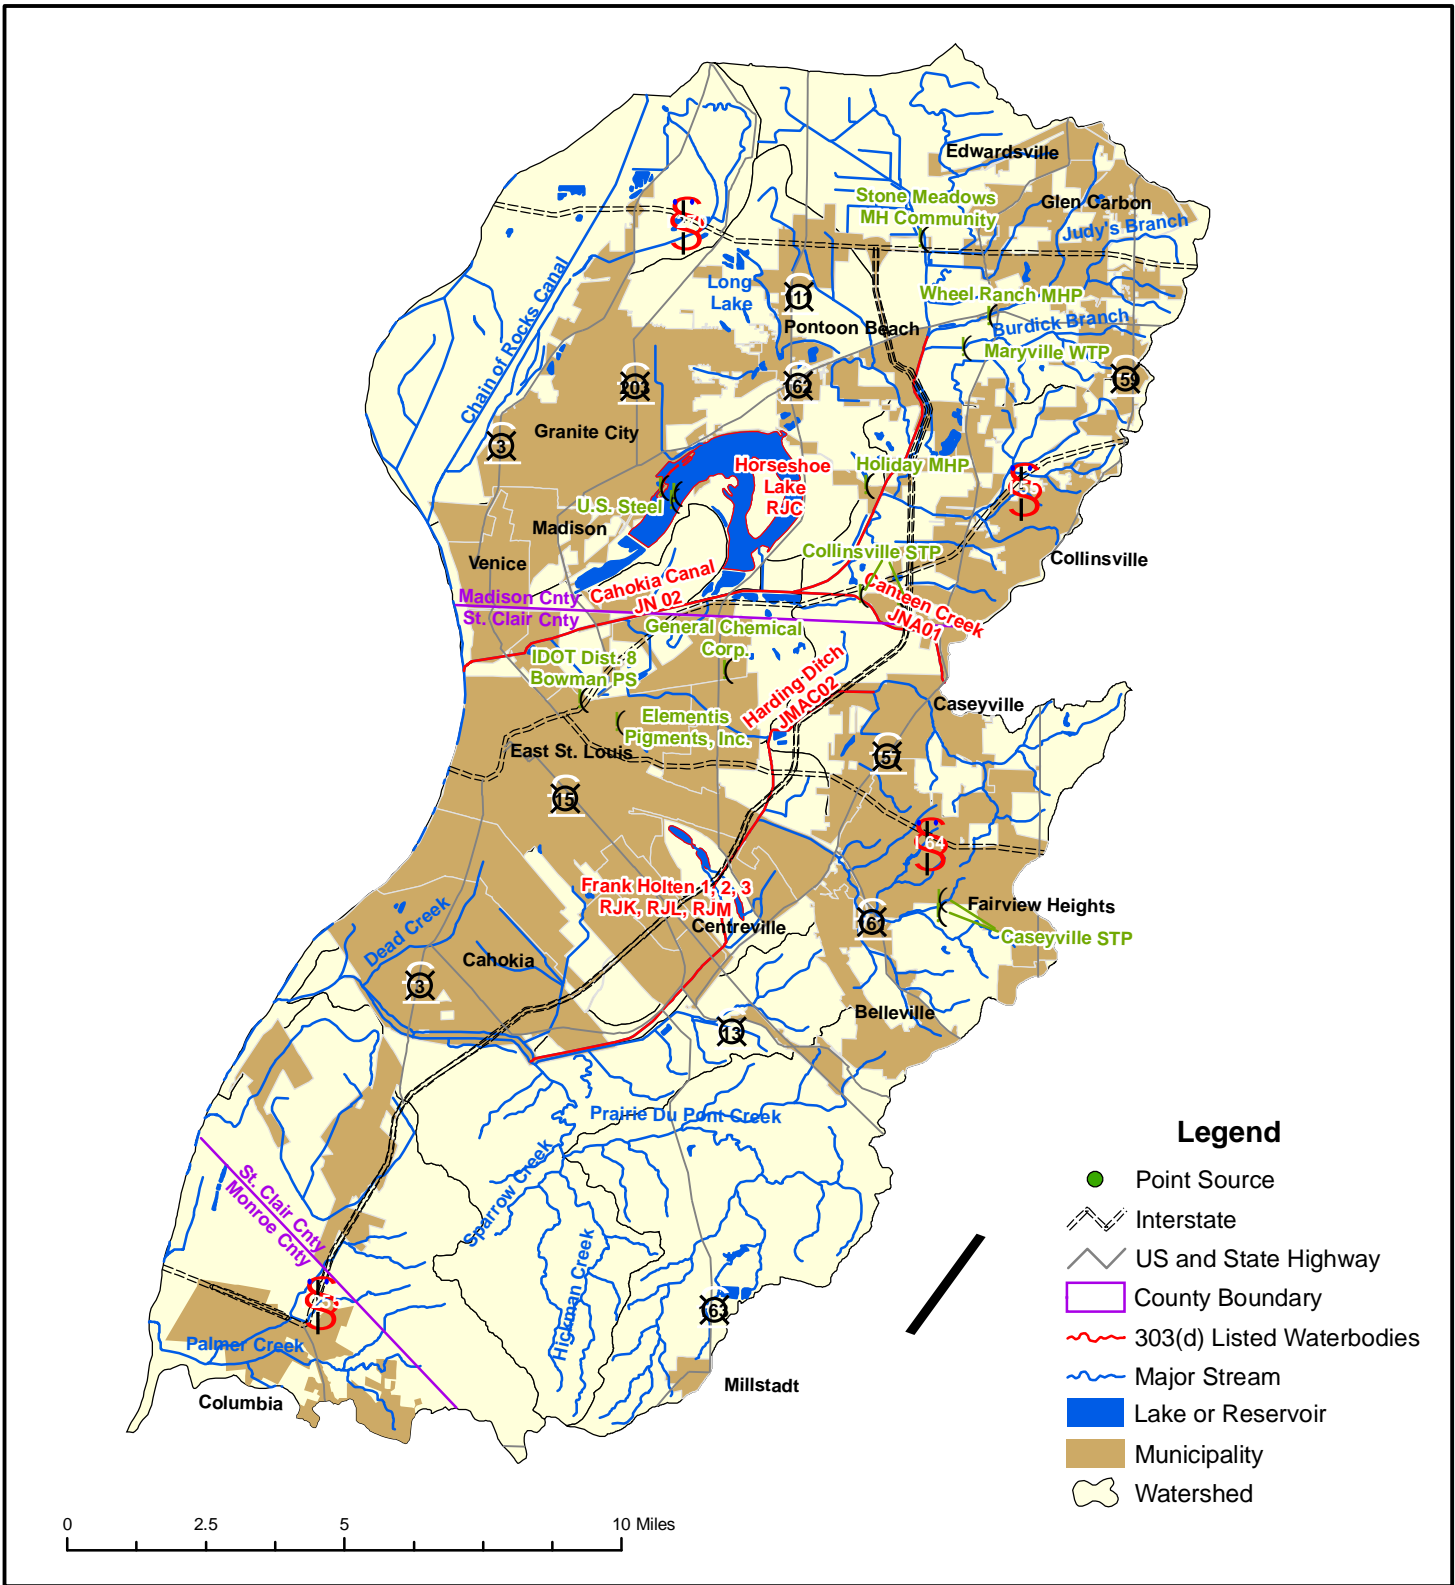 Edwardsville
Stone Meadows
MH Community
Glen Carbon
Judy's Branch
Long
Lake
11
Wheel Ranch MHP
Pontoon Beach
Burdick Branch
Maryville WTP
Chain of Rocks Canal
203
162
159
Granite City
3
Horseshoe
Lake
RJC
Holiday MHP
U.S. Steel
Madison
Collinsville STP
Collinsville
Venice
Cahokia Canal
JN 02
Canteen Creek
JNA01
Madison Cnty
St. Clair Cnty
General Chemical
Corp.
IDOT Dist. 8
Bowman PS
Harding Ditch
JMAC02
Caseyville
Elementis
Pigments, Inc.
East St. Louis
57
15
64
Frank Holten 1, 2, 3
RJK, RJL, RJM
Centreville
161
Fairview Heights
Caseyville STP
Dead Creek
Cahokia
3
Belleville
13
Prairie Du Pont Creek
Sparrow Creek
St. Clair Cnty
Monroe Cnty
Hickman Creek
163
Palmer Creek
Columbia
Millstadt
Legend
Point Source
Interstate
US and State Highway
County Boundary
303(d) Listed Waterbodies
Major Stream
Lake or Reservoir
Municipality
Watershed
0 2.5 5 10 Miles